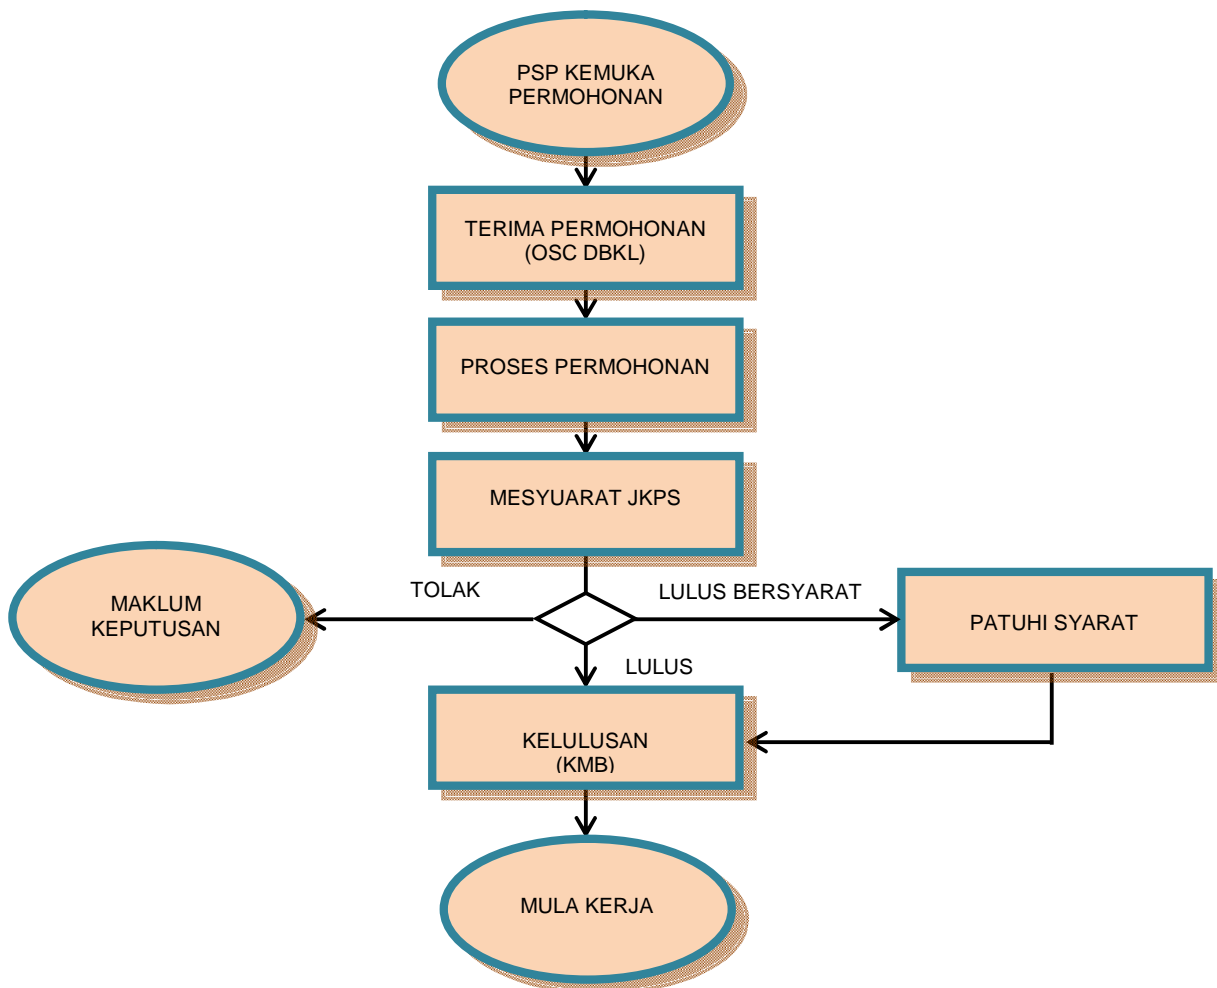 PSP KEMUKA
PERMOHONAN
TERIMA PERMOHONAN
(OSC DBKL)
PROSES PERMOHONAN
MESYUARAT JKPS
TOLAK
LULUS BERSYARAT
MAKLUM
KEPUTUSAN
PATUHI SYARAT
LULUS
KELULUSAN
(KMB)
MULA KERJA